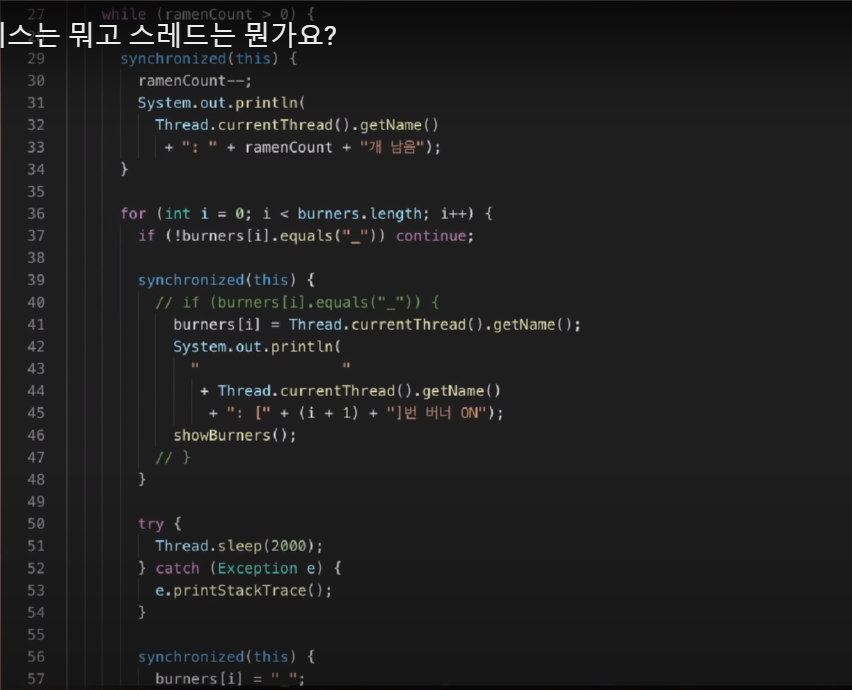 27 while (ramenCount > 0) {
스는 뭐고 스레드는 뭔가요?
29 synchronized(this) {
30 ramenCount--;
31 System.out.println(
32 Thread.currentThread().getName()
33 + ": " + ramenCount + "개 남음");
34 }
35
36 for (int i = 0; i < burners.length; i++) {
37 if (!burners[i].equals("_")) continue;
38
39 synchronized(this) {
40 // if (burners[i].equals("_")) {
41 burners[i] = Thread.currentThread().getName();
42 System.out.println(
43 "                 "
44 + Thread.currentThread().getName()
45 + ": [" + (i + 1) + "]번 버너 ON");
46 showBurners();
47 // }
48 }
49
50 try {
51 Thread.sleep(2000);
52 } catch (Exception e) {
53 e.printStackTrace();
54 }
55
56 synchronized(this) {
57 burners[i] = "_";